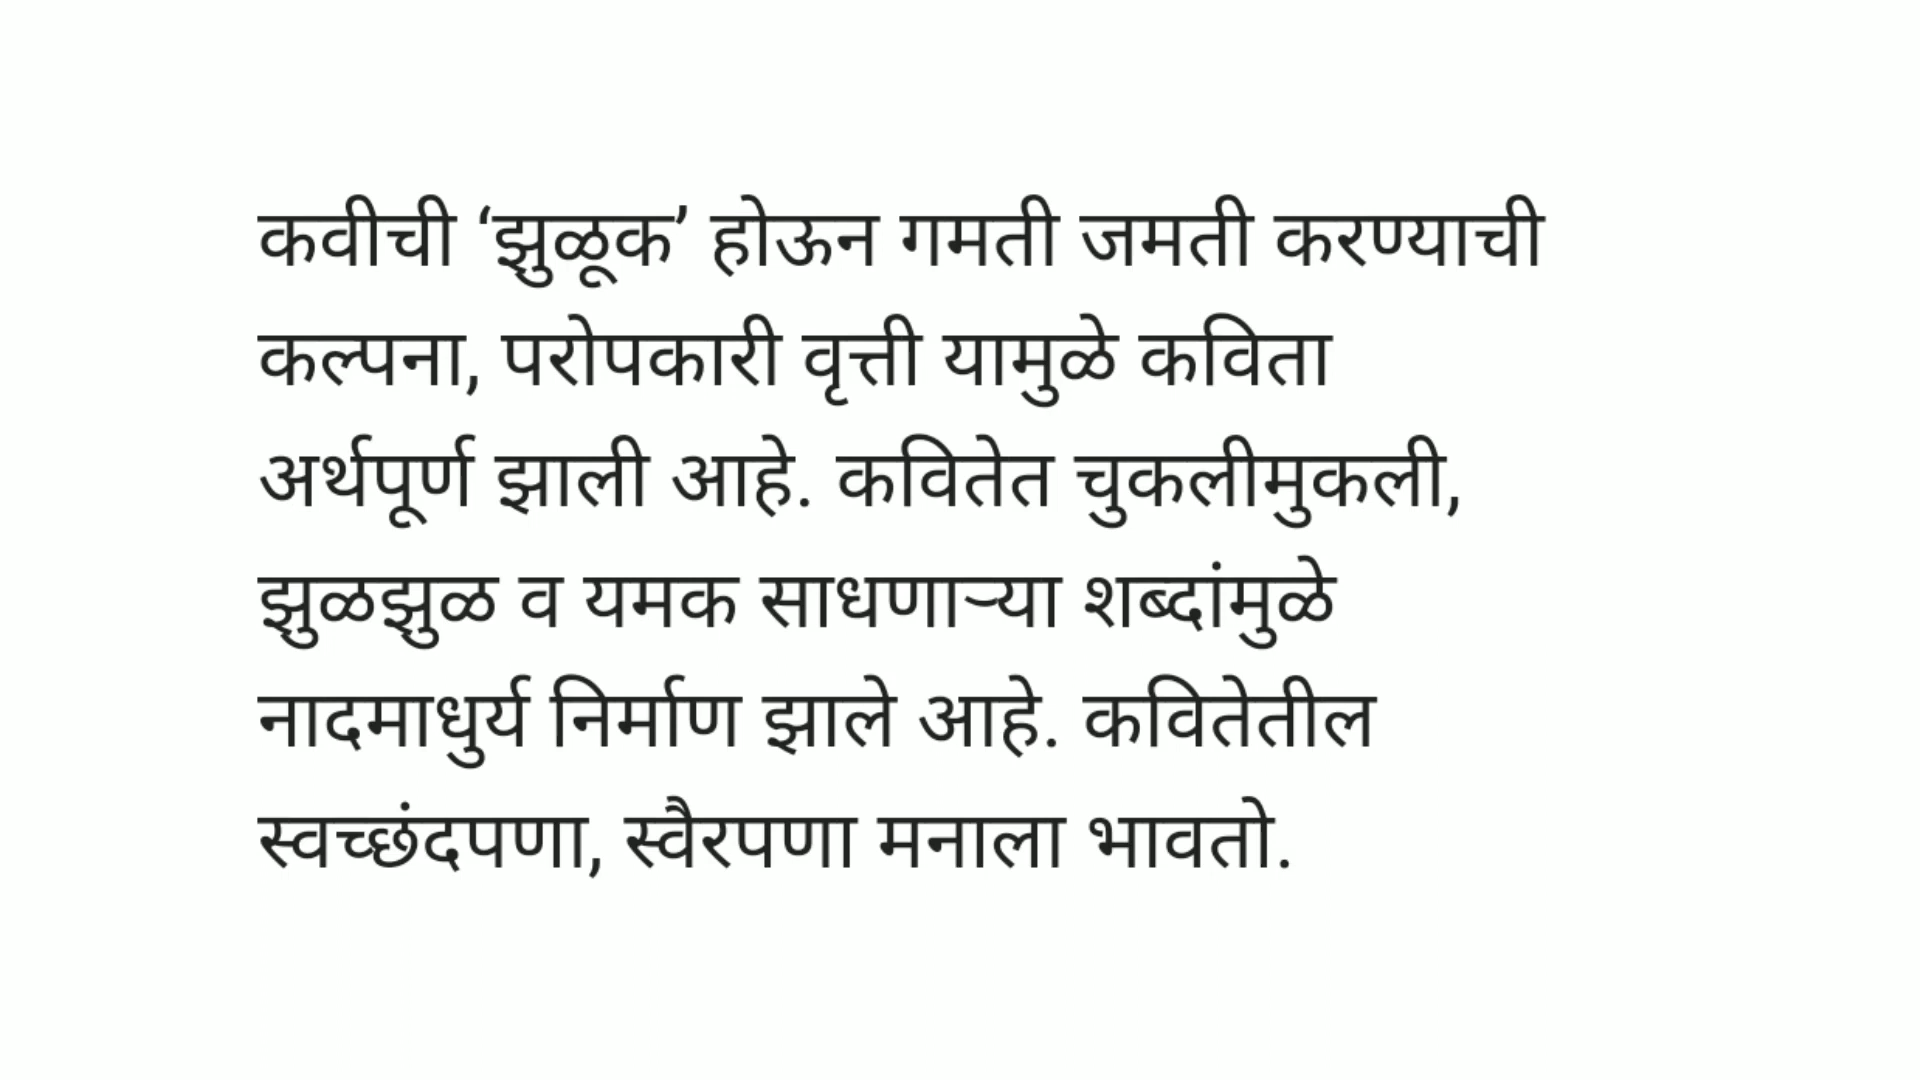 कवीची ‘झुळूक’ होऊन गमती जमती करण्याची
कल्पना, परोपकारी वृत्ती यामुळे कविता
अर्थपूर्ण झाली आहे. कवितेत चुकलीमुकली,
झुळझुळ व यमक साधणाऱ्या शब्दांमुळे
नादमाधुर्य निर्माण झाले आहे. कवितेतील
स्वच्छंदपणा, स्वैरपणा मनाला भावतो.